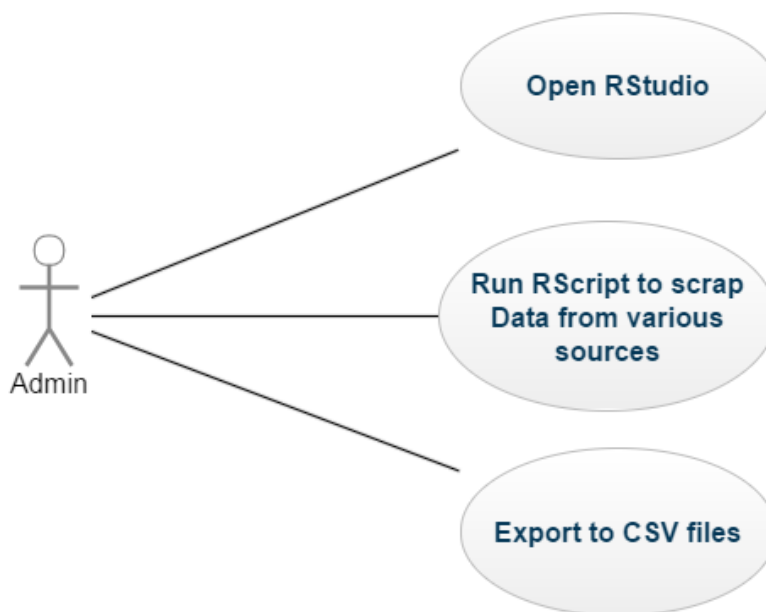 Open RStudio
Run RScript to scrap
Data from various
sources
Admin
Export to CSV files